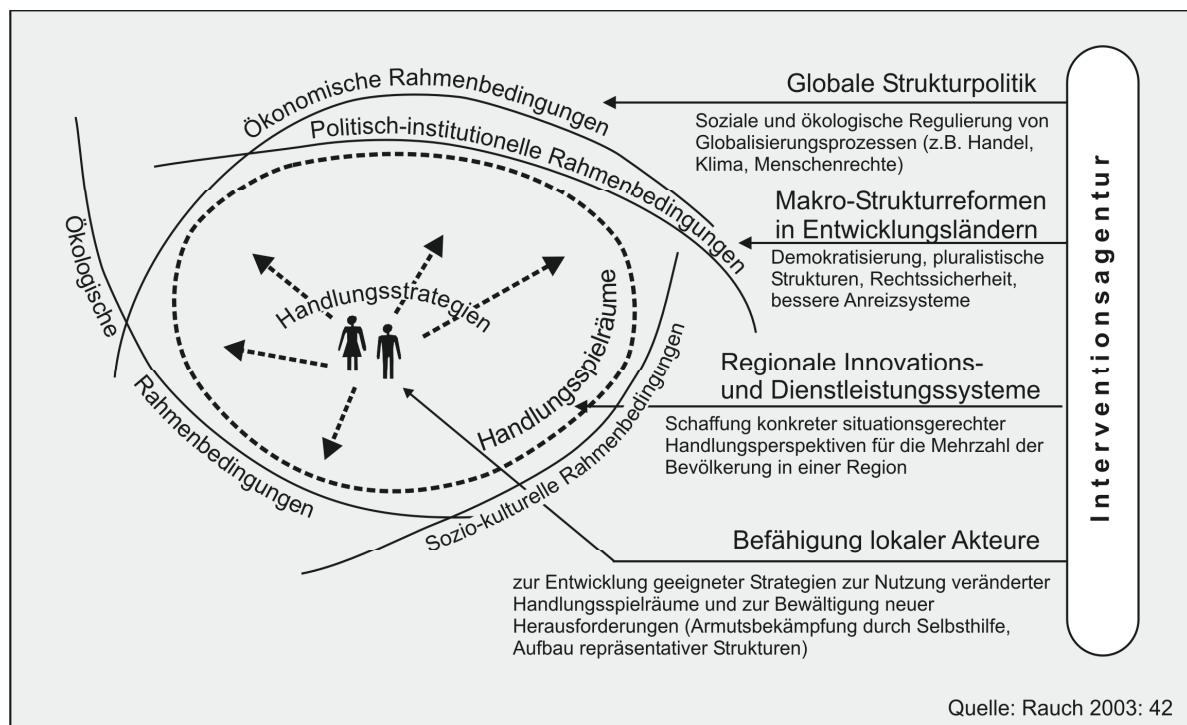 Ökonomische Rahmenbedingungen
Politisch-institutionelle Rahmenbedingungen
Ökologische
Rahmenbedingungen
Handlungsstrategien
Handlungsspielräume
Sozio-kulturelle Rahmenbedingungen
Globale Strukturpolitik
Soziale und ökologische Regulierung von
Globalisierungsprozessen (z.B. Handel,
Klima, Menschenrechte)
Makro-Strukturreformen
in Entwicklungsländern
Demokratisierung, pluralistische
Strukturen, Rechtssicherheit,
bessere Anreizsysteme
Regionale Innovations-
und Dienstleistungssysteme
Schaffung konkreter situationsgerechter
Handlungsperspektiven für die Mehrzahl der
Bevölkerung in einer Region
Befähigung lokaler Akteure
zur Entwicklung geeigneter Strategien zur Nutzung veränderter
Handlungsspielräume und zur Bewältigung neuer
Herausforderungen (Armutsbekämpfung durch Selbsthilfe,
Aufbau repräsentativer Strukturen)
Interventionsagentur
Quelle: Rauch 2003: 42